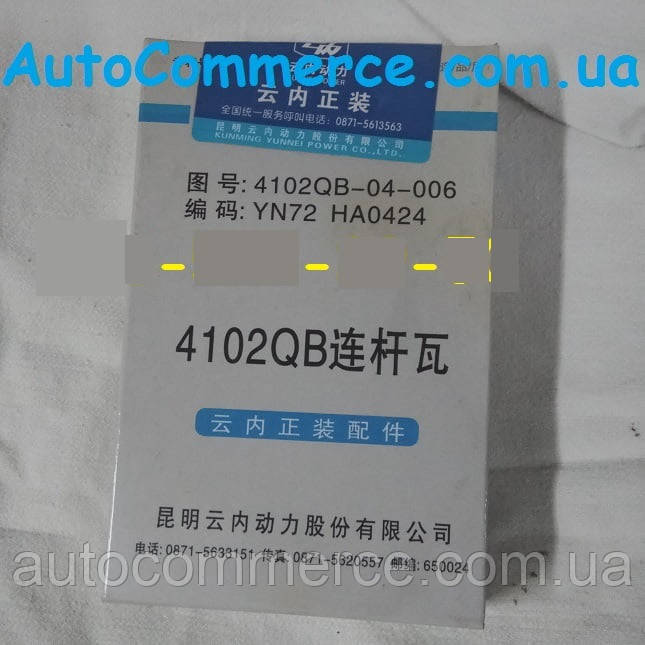 AutoCommerce.com.ua
云内动力
云内正装
全国统一服务呼叫电话：0871-5613563
昆明云内动力股份有限公司
KUNMING YUNNEI POWER CO.,LTD.
图 号: 4102QB-04-006
编 码: YN72 HA0424
4102QB连杆瓦
云内正装配件
昆明云内动力股份有限公司
电话: 0871-5633151 传真: 0871-5620557 邮编: 650024
autocommerce.com.ua